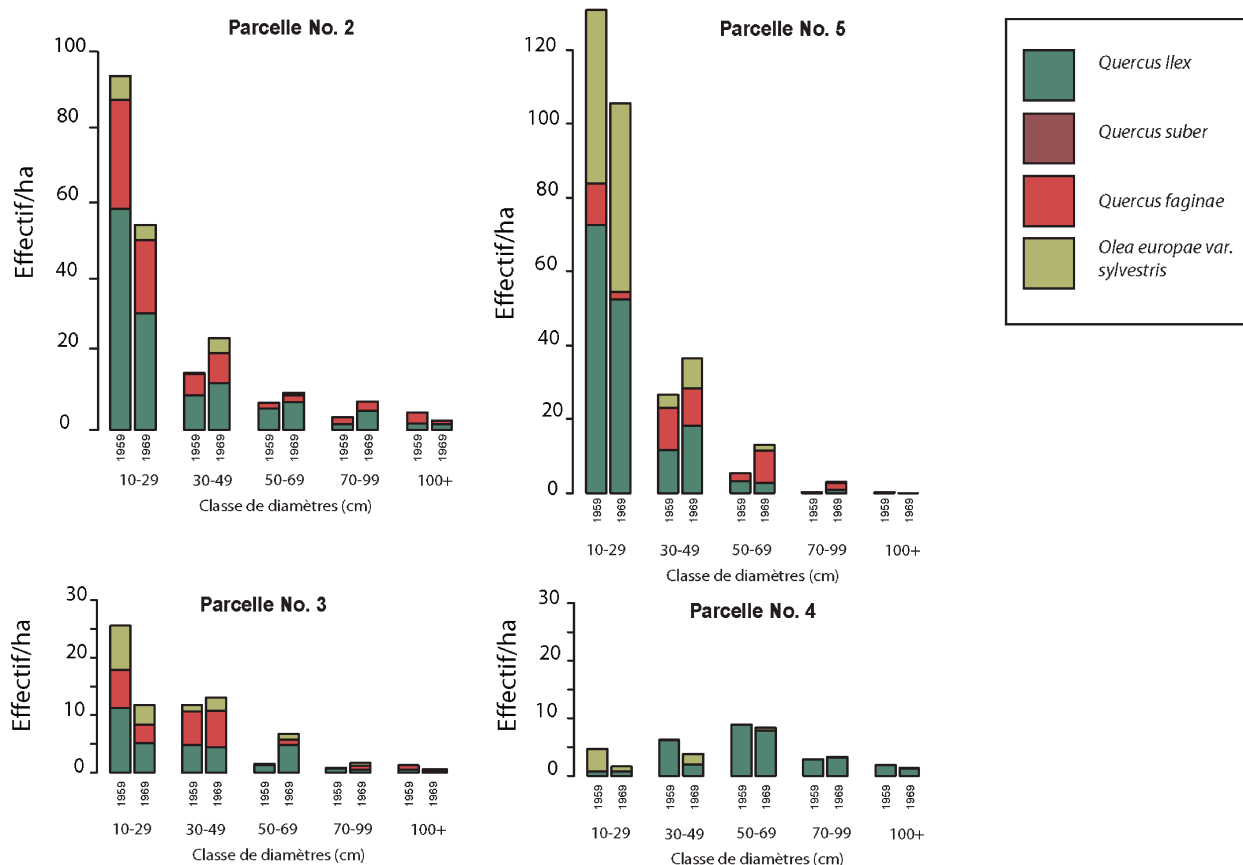 Parcelle No. 2
100
80
60
40
20
0
Effectif/ha
1959 1969 1959 1969 1959 1969 1959 1969 1959 1969
10-29 30-49 50-69 70-99 100+
Classe de diamètres (cm)
Parcelle No. 5
120
100
80
60
40
20
0
Effectif/ha
1959 1969 1959 1969 1959 1969 1959 1969 1959 1969
10-29 30-49 50-69 70-99 100+
Classe de diamètres (cm)
Quercus Ilex
Quercus suber
Quercus faginae
Olea europae var.
sylvestris
Parcelle No. 3
30
20
10
0
Effectif/ha
1959 1969 1959 1969 1959 1969 1959 1969 1959 1969
10-29 30-49 50-69 70-99 100+
Classe de diamètres (cm)
Parcelle No. 4
30
20
10
0
Effectif/ha
1959 1969 1959 1969 1959 1969 1959 1969 1959 1969
10-29 30-49 50-69 70-99 100+
Classe de diamètres (cm)